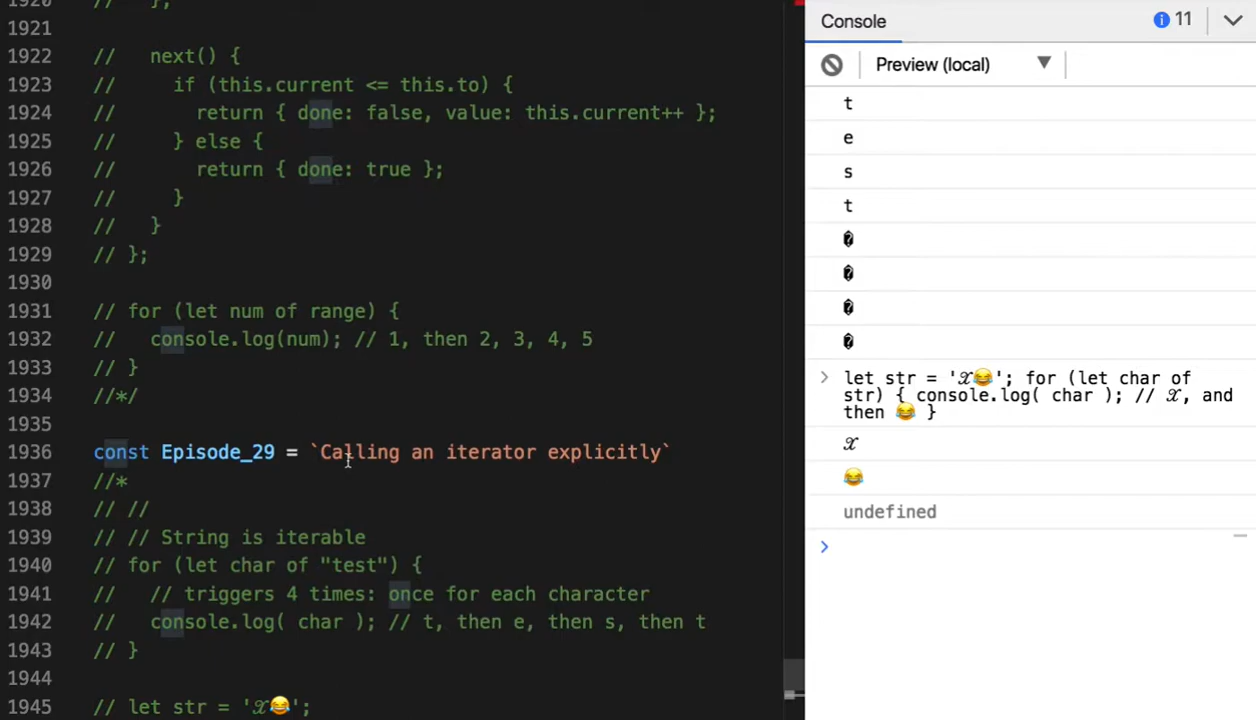 1920 // },
1921
1922 //   next() {
1923 //     if (this.current <= this.to) {
1924 //       return { done: false, value: this.current++ };
1925 //     } else {
1926 //       return { done: true };
1927 //     }
1928 //   }
1929 // };
1930
1931 // for (let num of range) {
1932 //   console.log(num); // 1, then 2, 3, 4, 5
1933 // }
1934 //*/
1935
1936 const Episode_29 = `Calling an iterator explicitly`
1937 //*
1938 // //
1939 // // String is iterable
1940 // for (let char of "test") {
1941 //   // triggers 4 times: once for each character
1942 //   console.log( char ); // t, then e, then s, then t
1943 // }
1944
1945 // let str = '𝒳😂';
Console 11
Preview (local)
t
e
s
t
�
�
�
�
let str = '𝒳😂'; for (let char of
str) { console.log( char ); // 𝒳, and
then 😂 }
𝒳
😂
undefined